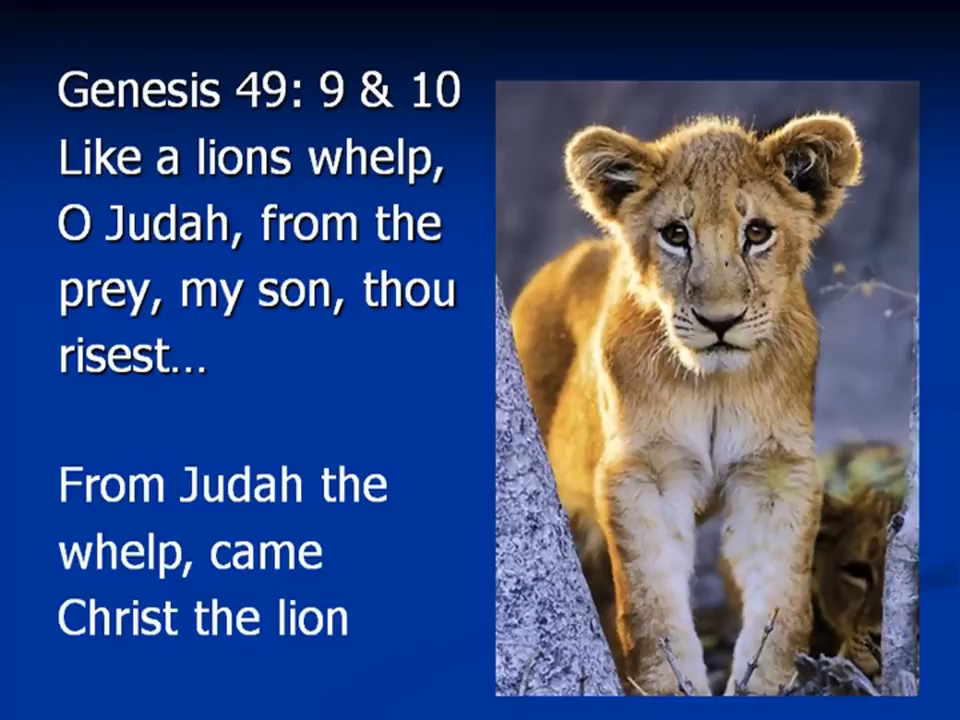 Genesis 49: 9 & 10
Like a lions whelp,
O Judah, from the
prey, my son, thou
risest…
From Judah the
whelp, came
Christ the lion